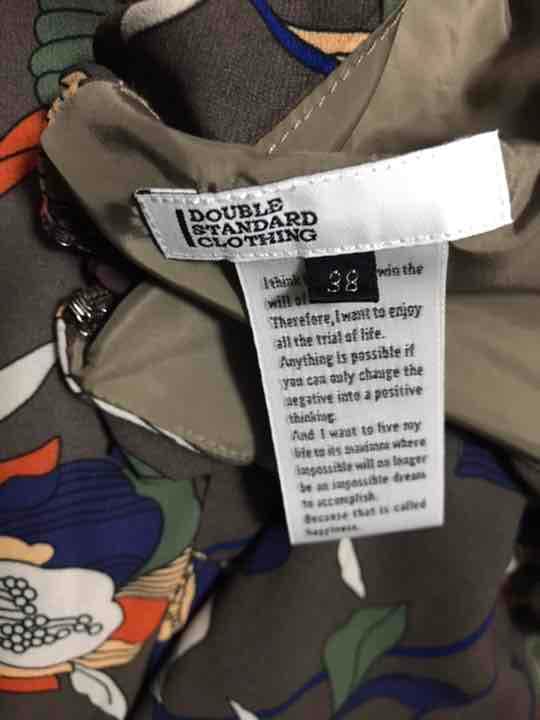 DOUBLE
STANDARD
CLOTHING
38
I think win the
will of
Therefore, I want to enjoy
all the trial of life.
Anything is possible if
you can only change the
negative into a positive
thinking.
And I want to live my
life to its maximum where
impossible will no longer
be an impossible dream
to accomplish.
Because that is called
happiness.